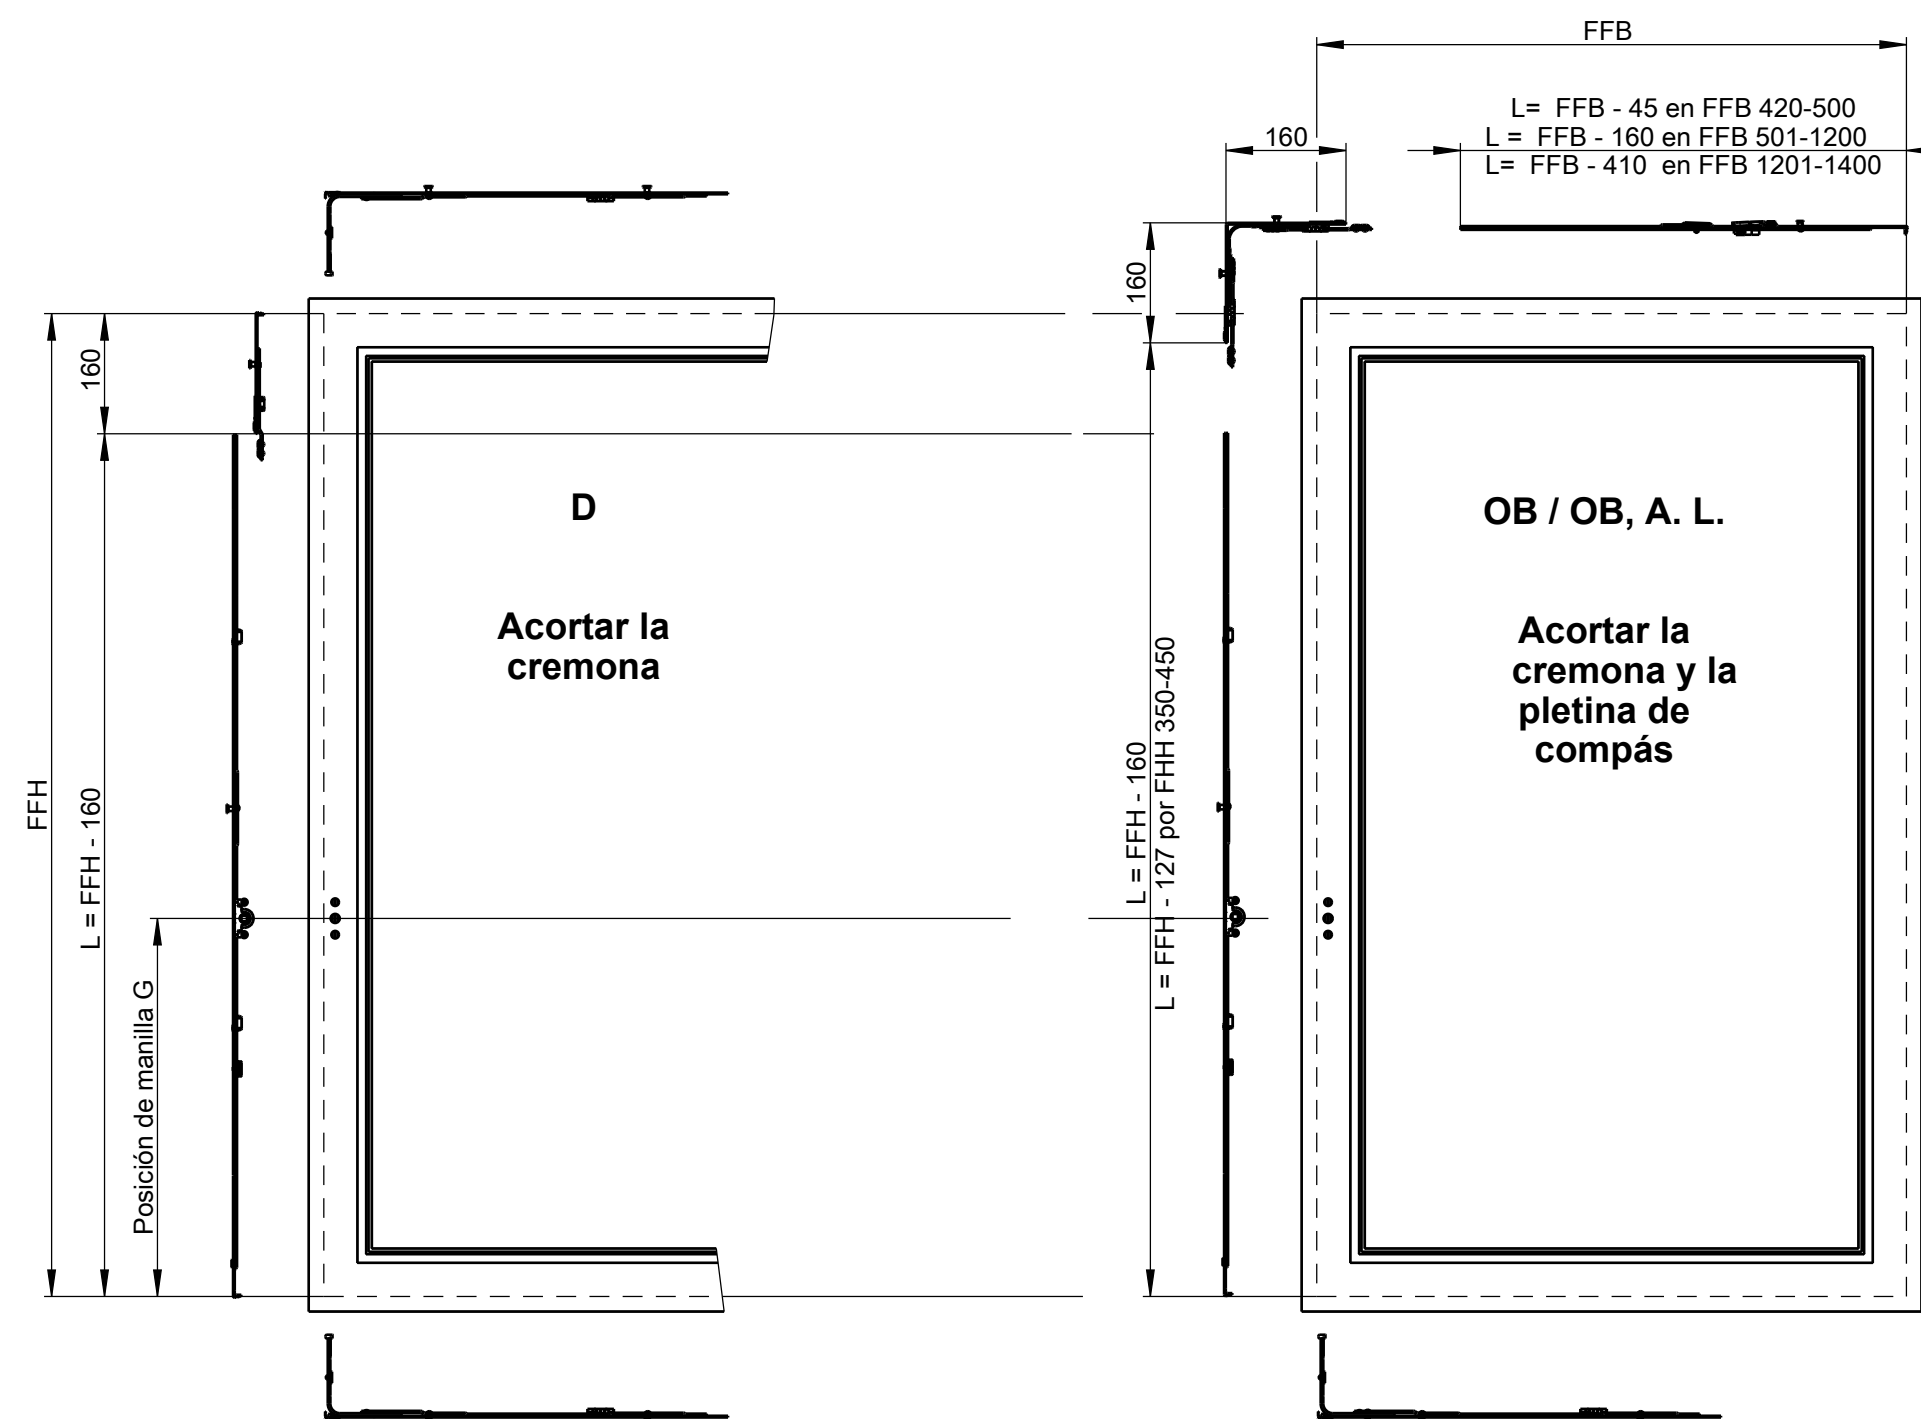 FFB
L= FFB - 45 en FFB 420-500
L = FFB - 160 en FFB 501-1200
L= FFB - 410 en FFB 1201-1400
160
160
160
D
Acortar la
cremona
FFH
L = FFH - 160
Posición de manilla G
L = FFH - 160
L = FFH - 127 por FHH 350-450
OB / OB, A. L.
Acortar la
cremona y la
pletina de
compás